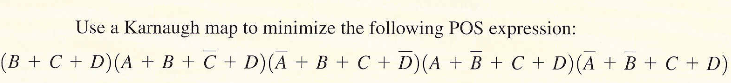 Use a Karnaugh map to minimize the following POS expression:
(B + C + D)(A + B + C̅ + D)(A̅ + B + C + D̅)(A + B̅ + C + D)(A̅ + B̅ + C + D)